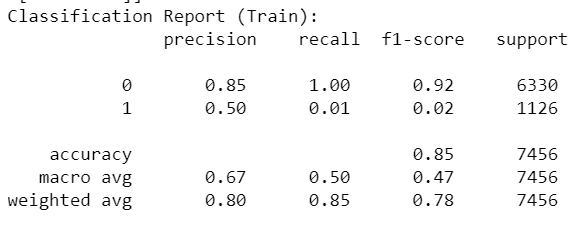 Classification Report (Train):
precision recall f1-score support
0 0.85 1.00 0.92 6330
1 0.50 0.01 0.02 1126
accuracy 0.85 7456
macro avg 0.67 0.50 0.47 7456
weighted avg 0.80 0.85 0.78 7456